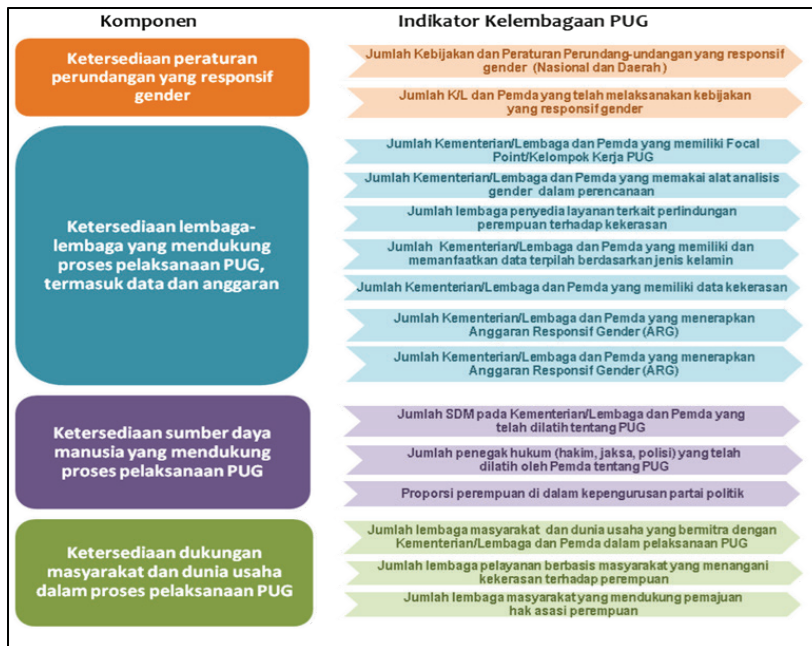 Komponen
Indikator Kelembagaan PUG
Ketersediaan peraturan
perundangan yang responsif
gender
Jumlah Kebijakan dan Peraturan Perundang-undangan yang responsif
gender (Nasional dan Daerah)
Jumlah K/L dan Pemda yang telah melaksanakan kebijakan
yang responsif gender
Ketersediaan lembaga-
lembaga yang mendukung
proses pelaksanaan PUG,
termasuk data dan anggaran
Jumlah Kementerian/Lembaga dan Pemda yang memiliki Focal
Point/Kelompok Kerja PUG
Jumlah Kementerian/Lembaga dan Pemda yang memakai alat analisis
gender dalam perencanaan
Jumlah lembaga penyedia layanan terkait perlindungan
perempuan terhadap kekerasan
Jumlah Kementerian/Lembaga dan Pemda yang memiliki dan
memanfaatkan data terpilah berdasarkan jenis kelamin
Jumlah Kementerian/Lembaga dan Pemda yang memiliki data kekerasan
Jumlah Kementerian/Lembaga dan Pemda yang menerapkan
Anggaran Responsif Gender (ARG)
Jumlah Kementerian/Lembaga dan Pemda yang menerapkan
Anggaran Responsif Gender (ARG)
Ketersediaan sumber daya
manusia yang mendukung
proses pelaksanaan PUG
Jumlah SDM pada Kementerian/Lembaga dan Pemda yang
telah dilatih tentang PUG
Jumlah penegak hukum (hakim, jaksa, polisi) yang telah
dilatih oleh Pemda tentang PUG
Proporsi perempuan di dalam kepengurusan partai politik
Ketersediaan dukungan
masyarakat dan dunia usaha
dalam proses pelaksanaan PUG
Jumlah lembaga masyarakat dan dunia usaha yang bermitra dengan
Kementerian/Lembaga dan Pemda dalam pelaksanaan PUG
Jumlah lembaga pelayanan berbasis masyarakat yang menangani
kekerasan terhadap perempuan
Jumlah lembaga masyarakat yang mendukung pemajuan
hak asasi perempuan